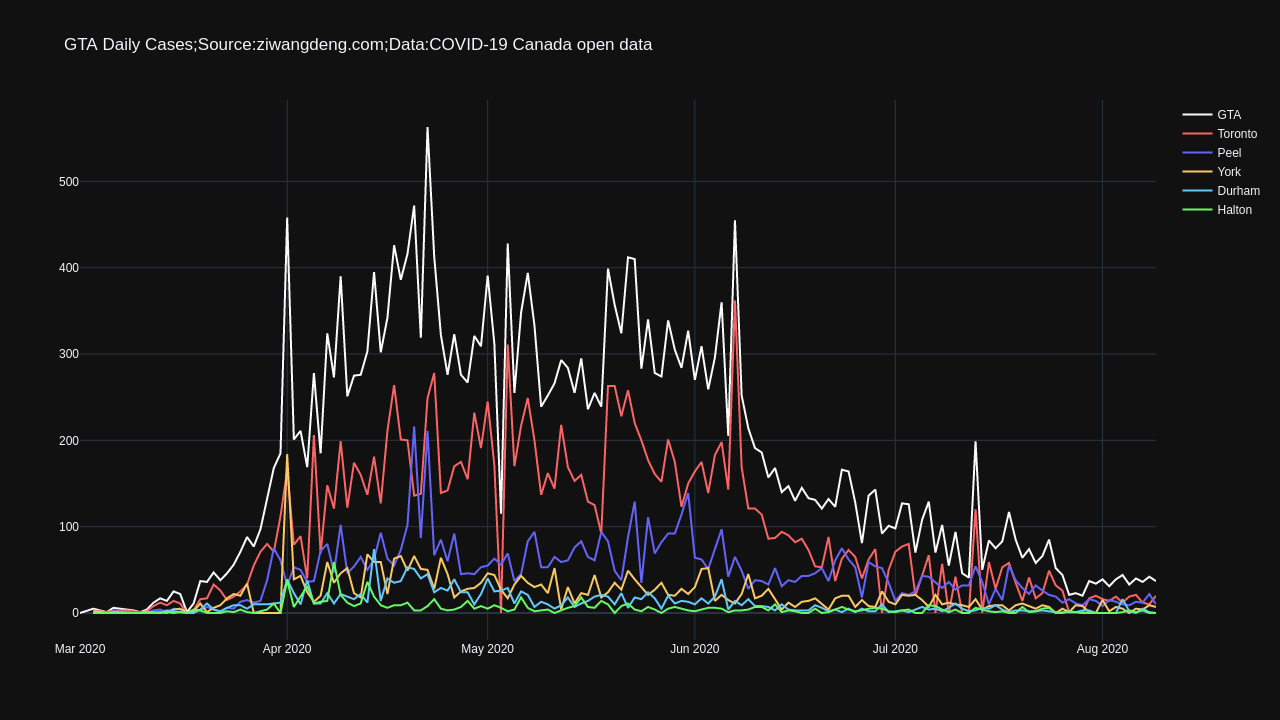 GTA Daily Cases;Source:ziwangdeng.com;Data:COVID-19 Canada open data
GTA
Toronto
Peel
York
Durham
Halton
500
400
300
200
100
0
Mar 2020
Apr 2020
May 2020
Jun 2020
Jul 2020
Aug 2020